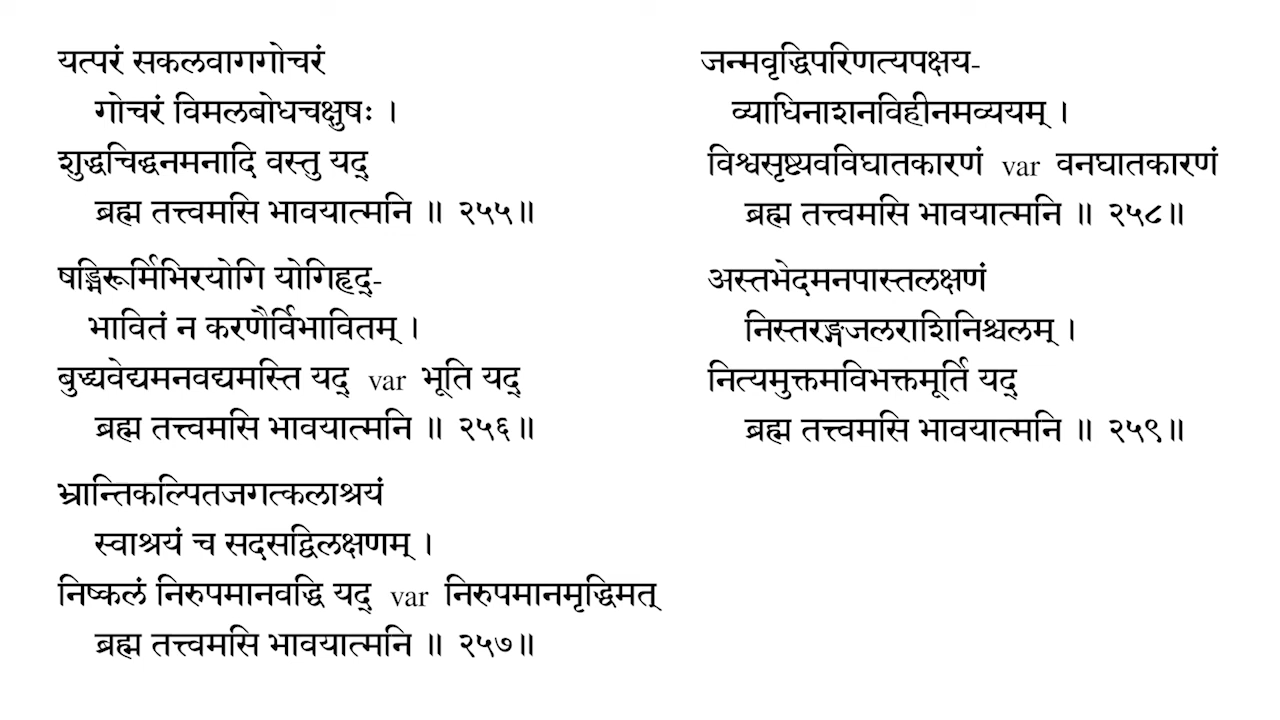 यत्परं सकलवागगोचरं
गोचरं विमलबोधचक्षुषः ।
शुद्धचिद्धनमनादि वस्तु यद्
ब्रह्म तत्त्वमसि भावयात्मनि ॥ २५५॥
षड्भिरूर्मिभिरयोगि योगिहृद्-
भावितं न करणैर्विभावितम् ।
बुद्ध्यवेद्यमनवद्यमस्ति यद् var भूति यद्
ब्रह्म तत्त्वमसि भावयात्मनि ॥ २५६॥
भ्रान्तिकल्पितजगत्कलाश्रयं
स्वाश्रयं च सदसद्विलक्षणम् ।
निष्कलं निरुपमानवद्धि यद् var निरुपमानमृद्धिमत्
ब्रह्म तत्त्वमसि भावयात्मनि ॥ २५७॥
जन्मवृद्धिपरिणत्यपक्षय-
व्याधिनाशनविहीनमव्ययम् ।
विश्वसृष्ट्यवविघातकारणं var वनघातकारणं
ब्रह्म तत्त्वमसि भावयात्मनि ॥ २५८॥
अस्तभेदमनपास्तलक्षणं
निस्तरङ्गजलराशिनिश्चलम् ।
नित्यमुक्तमविभक्तमूर्ति यद्
ब्रह्म तत्त्वमसि भावयात्मनि ॥ २५९॥